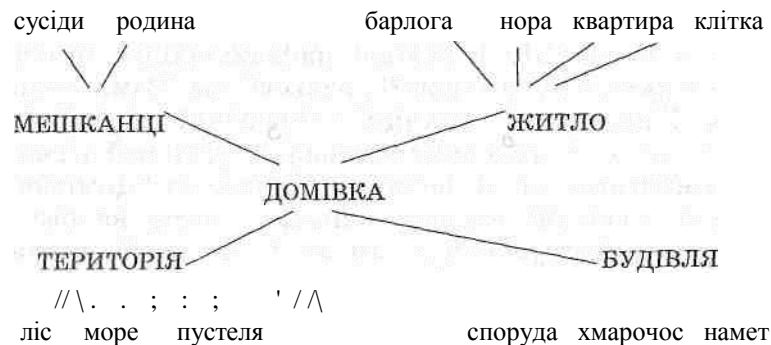 сусіди родина барлога нора квартира клітка
МЕШКАНЦІ ЖИТЛО
ДОМІВКА
ТЕРИТОРІЯ БУДІВЛЯ
//\ . . ; : ; ' / /\
ліс море пустеля споруда хмарочос намет